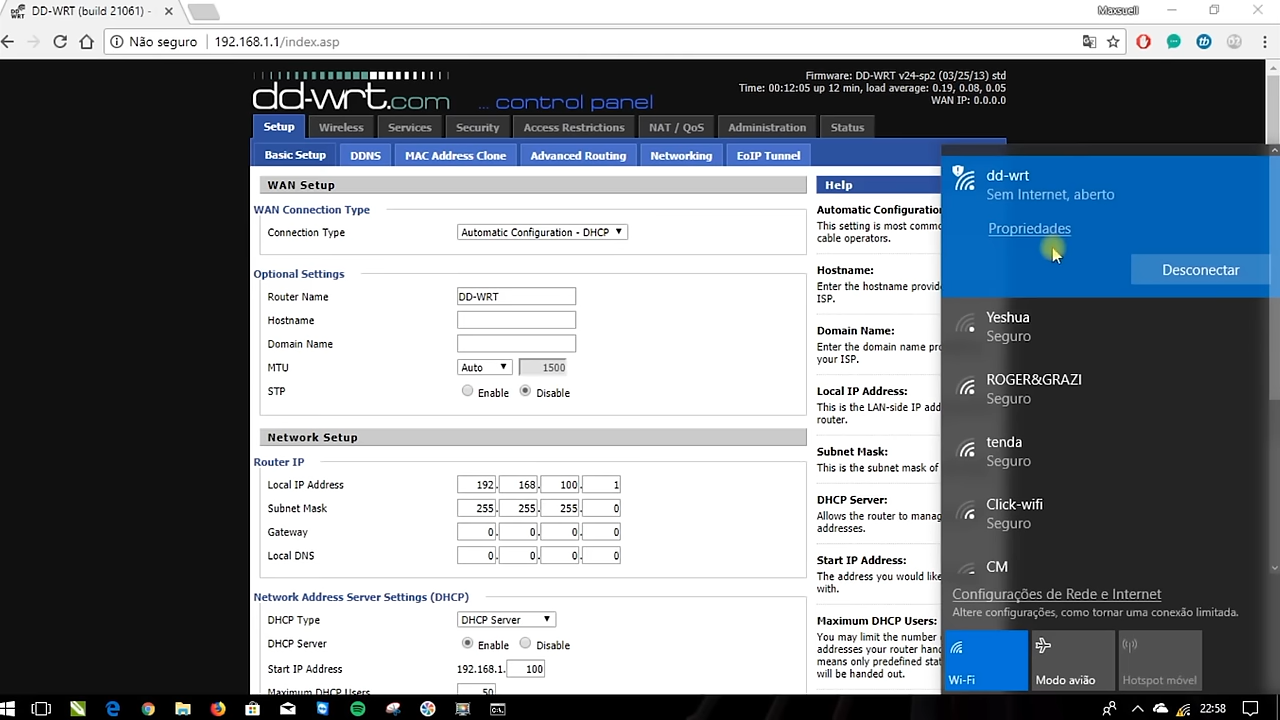 DD-WRT (build 21061) -
Maxsuell
Não seguro
192.168.1.1/index.asp
dd-wrt.com ... control panel
Firmware: DD-WRT v24-sp2 (03/25/13) std
Time: 00:12:05 up 12 min, load average: 0.19, 0.08, 0.05
WAN IP: 0.0.0.0
Setup Wireless Services Security Access Restrictions NAT / QoS Administration Status
Basic Setup DDNS MAC Address Clone Advanced Routing Networking EoIP Tunnel
WAN Setup
WAN Connection Type
Connection Type Automatic Configuration - DHCP
Optional Settings
Router Name DD-WRT
Hostname
Domain Name
MTU Auto 1500
STP Enable Disable
Network Setup
Router IP
Local IP Address 192. 168. 100. 1
Subnet Mask 255. 255. 255. 0
Gateway 0. 0. 0. 0
Local DNS 0. 0. 0. 0
Network Address Server Settings (DHCP)
DHCP Type DHCP Server
DHCP Server Enable Disable
Start IP Address 192.168.1. 100
Maximum DHCP Users 50
Help
Automatic Configuration
This setting is most comm
cable operators.
Hostname:
Enter the hostname provide
ISP.
Domain Name:
Enter the domain name pro
your ISP.
Local IP Address:
This is the LAN-side IP add
router.
Subnet Mask:
This is the subnet mask of
DHCP Server:
Allows the router to manag
addresses.
Start IP Address:
The address you would like
with.
Maximum DHCP Users:
You may limit the number
addresses your router hand
means only predefined stat
will be handed out.
dd-wrt
Sem Internet, aberto
Propriedades
Desconectar
Yeshua
Seguro
ROGER&GRAZI
Seguro
tenda
Seguro
Click-wifi
Seguro
CM
Configurações de Rede e Internet
Altere configurações, como tornar uma conexão limitada.
Wi-Fi
Modo avião
Hotspot móvel
22:58